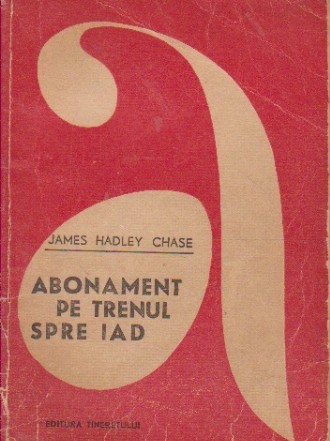 a
JAMES HADLEY CHASE
ABONAMENT
PE TRENUL
SPRE IAD
EDITURA TINERETULUI